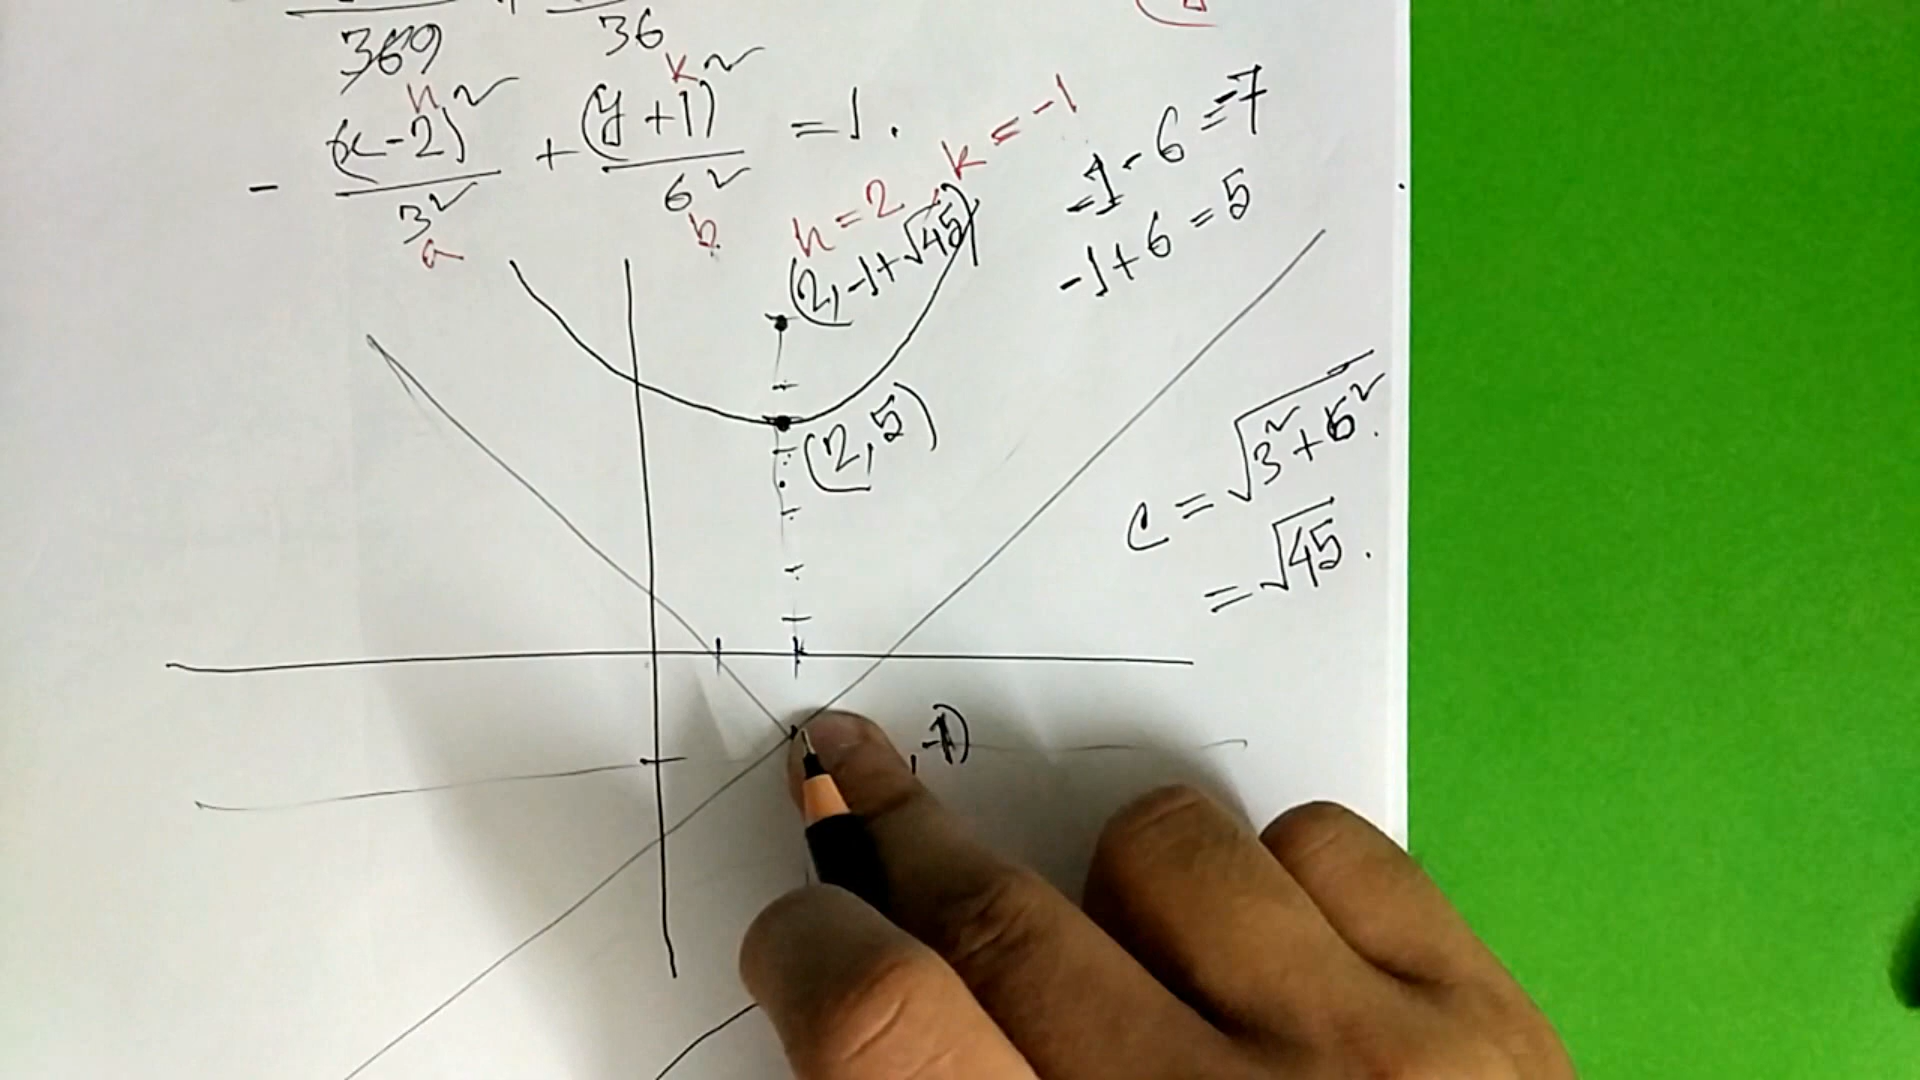 369 36
h k
- (x-2)² / 3² + (y+1)² / 6² = 1.
a b
h = 2, k = -1
-1 - 6 = -7
-1 + 6 = 5
(2, -1+√45)
(2, 5)
c = √3² + 6².
= √45.
, -1)